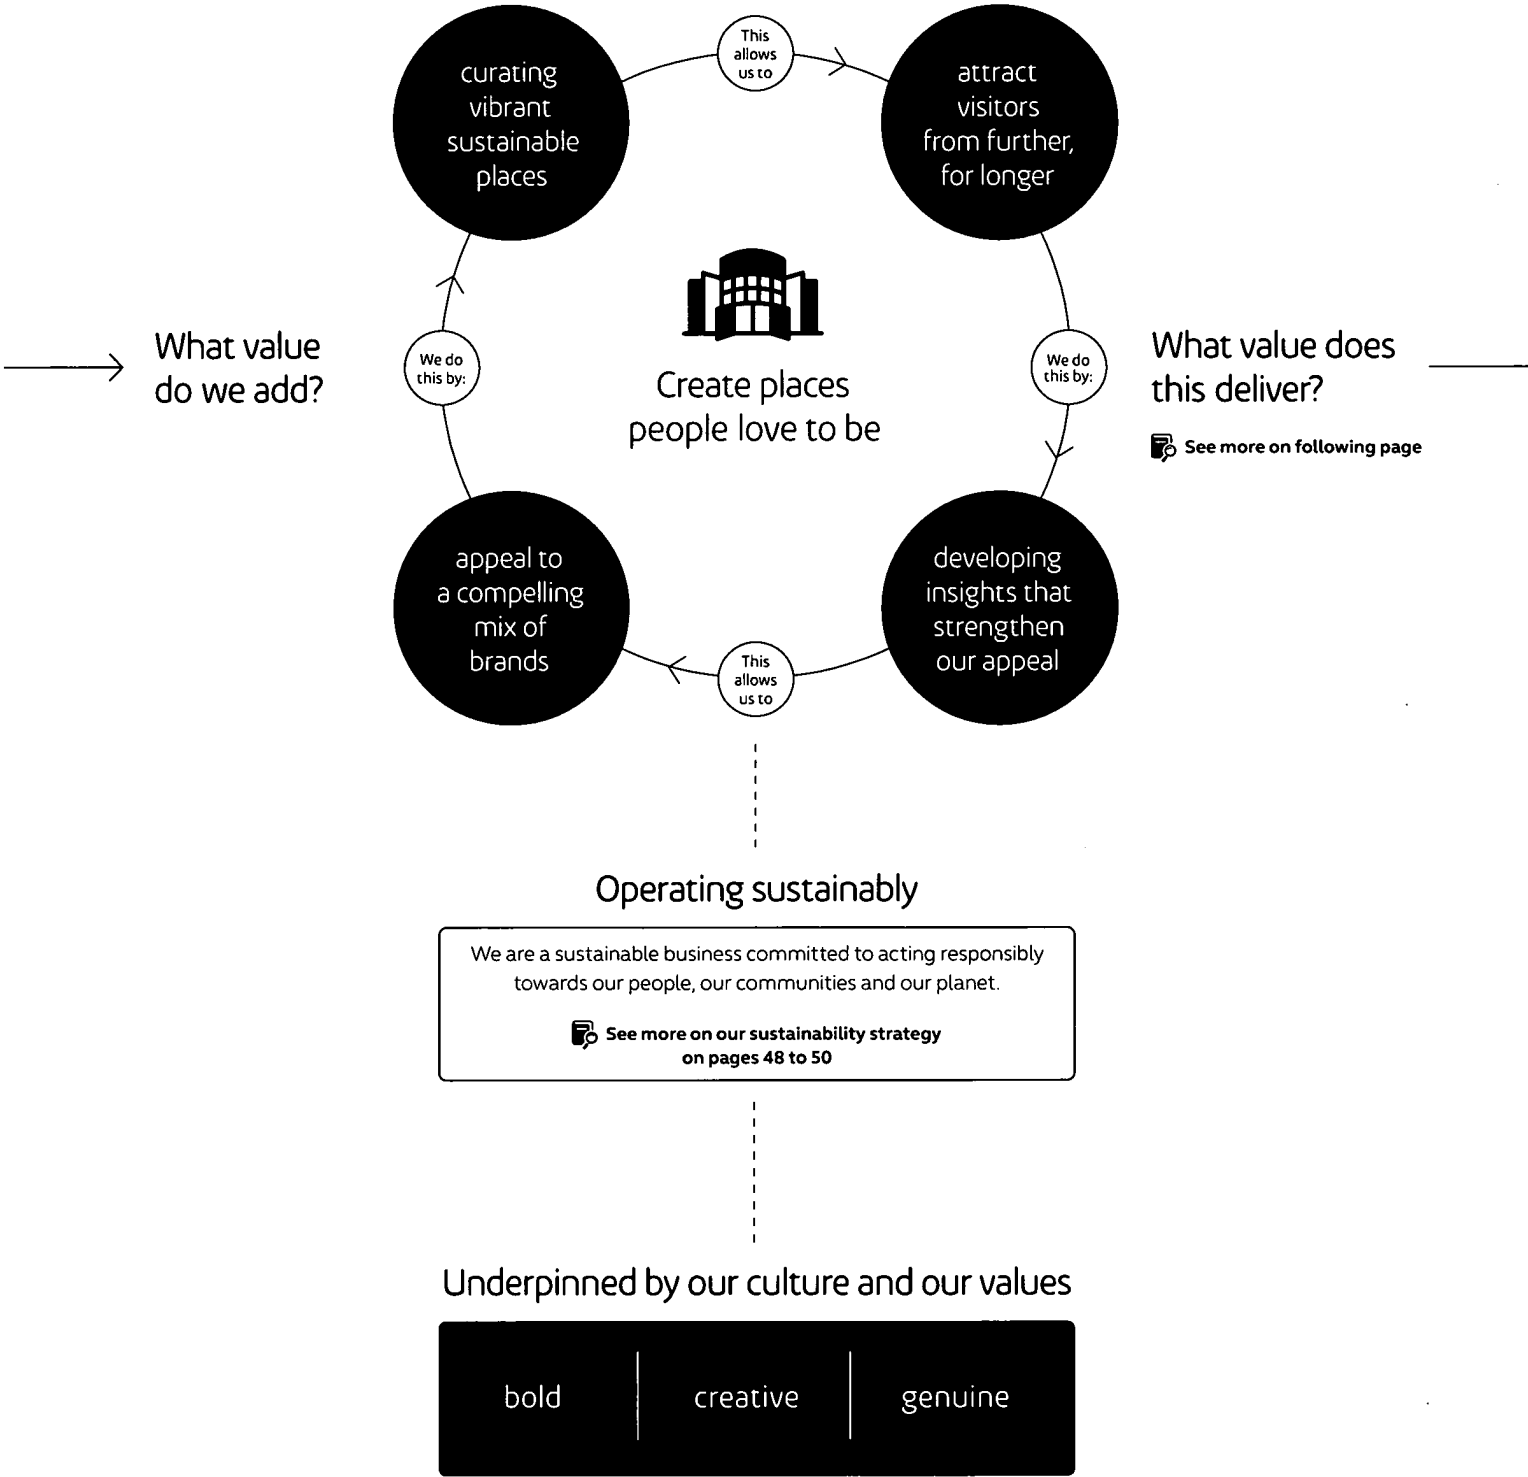 This
allows
us to
curating
vibrant
sustainable
places
attract
visitors
from further,
for longer
What value
do we add?
We do
this by:
Create places
people love to be
We do
this by:
What value does
this deliver?
See more on following page
appeal to
a compelling
mix of
brands
developing
insights that
strengthen
our appeal
This
allows
us to
Operating sustainably
We are a sustainable business committed to acting responsibly
towards our people, our communities and our planet.
See more on our sustainability strategy
on pages 48 to 50
Underpinned by our culture and our values
bold
creative
genuine